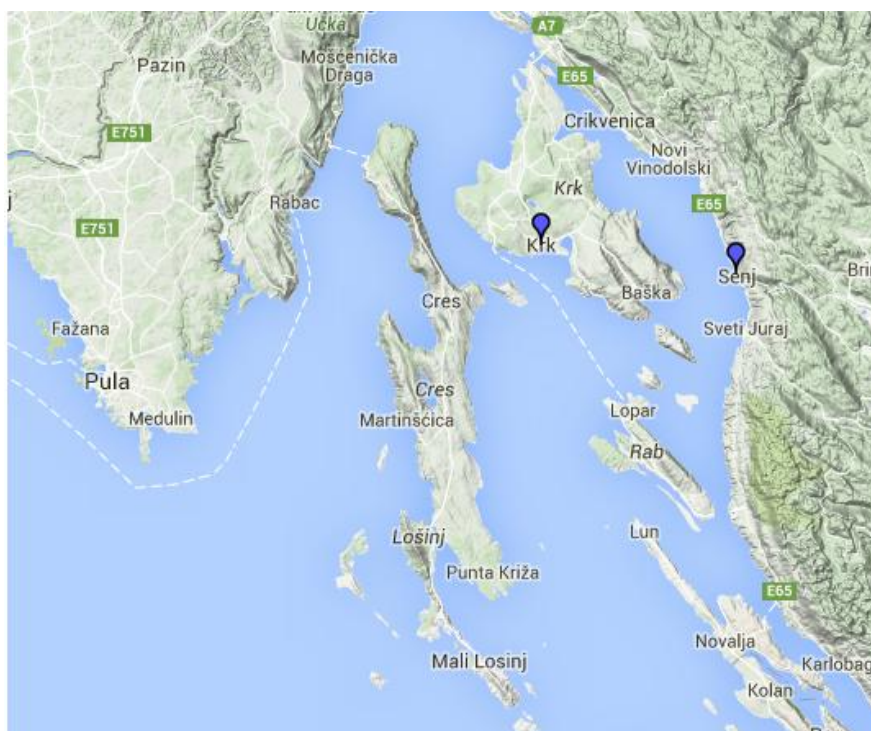 Učka
A7
Pazin
Mošćenička
Draga
E65
Crikvenica
E751
Novi
Vinodolski
Krk
Rabac
E65
E751
Krk
Senj
Brin
Baška
Cres
Sveti Juraj
Fažana
Pula
Cres
Lopar
Medulin
Martinšćica
Rab
Lošinj
Lun
Punta Križa
E65
Novalja
Mali Losinj
Karlobag
Kolan